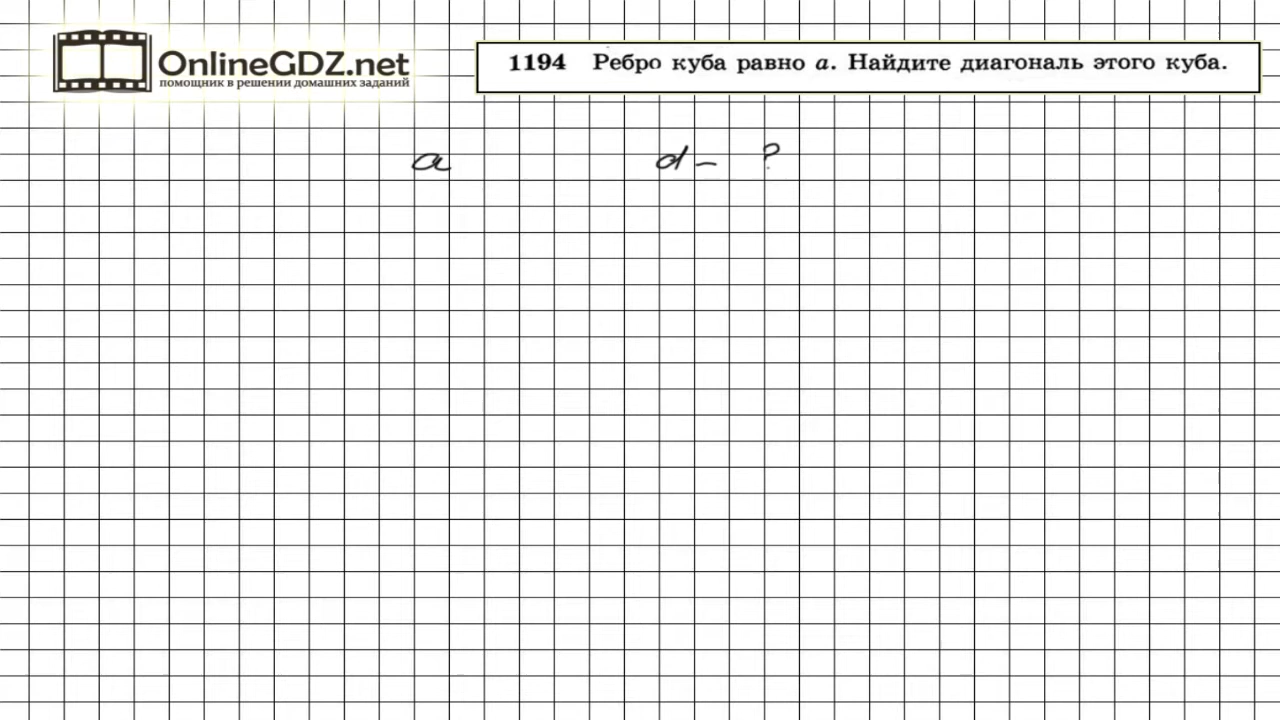 OnlineGDZ.net
помощник в решении домашних заданий
1194 Ребро куба равно a. Найдите диагональ этого куба.
a d - ?